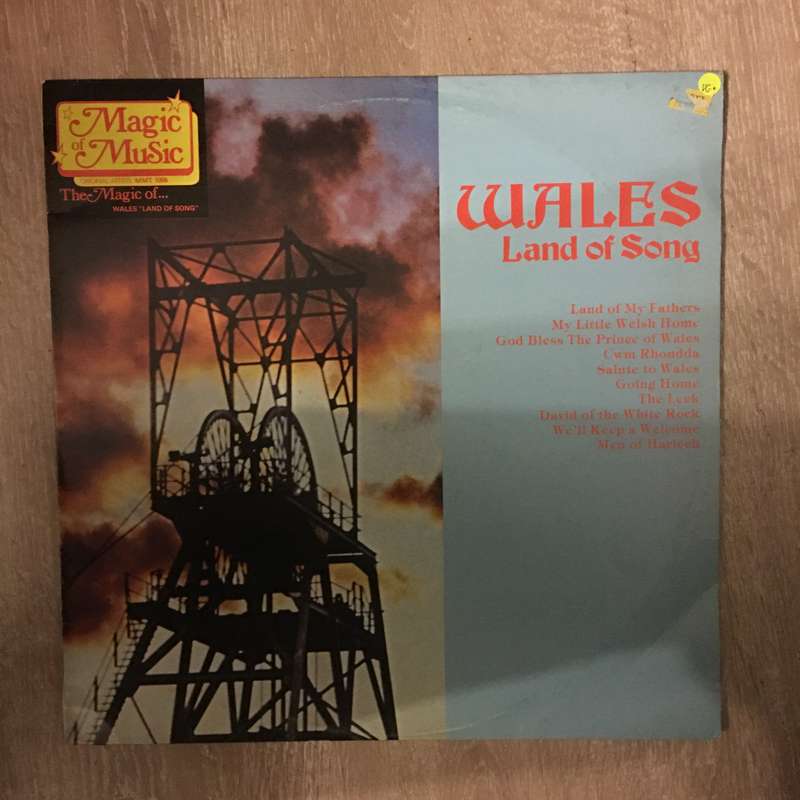 Magic
of Music
ORIGINAL ARTISTS
The Magic of...
WALES "LAND OF SONG"
WALES
Land of Song
Land of My Fathers
My Little Welsh Home
God Bless The Prince of Wales
Cwm Rhondda
Salute to Wales
Going Home
The Leek
David of the White Rock
We'll Keep a Welcome
Men of Harlech